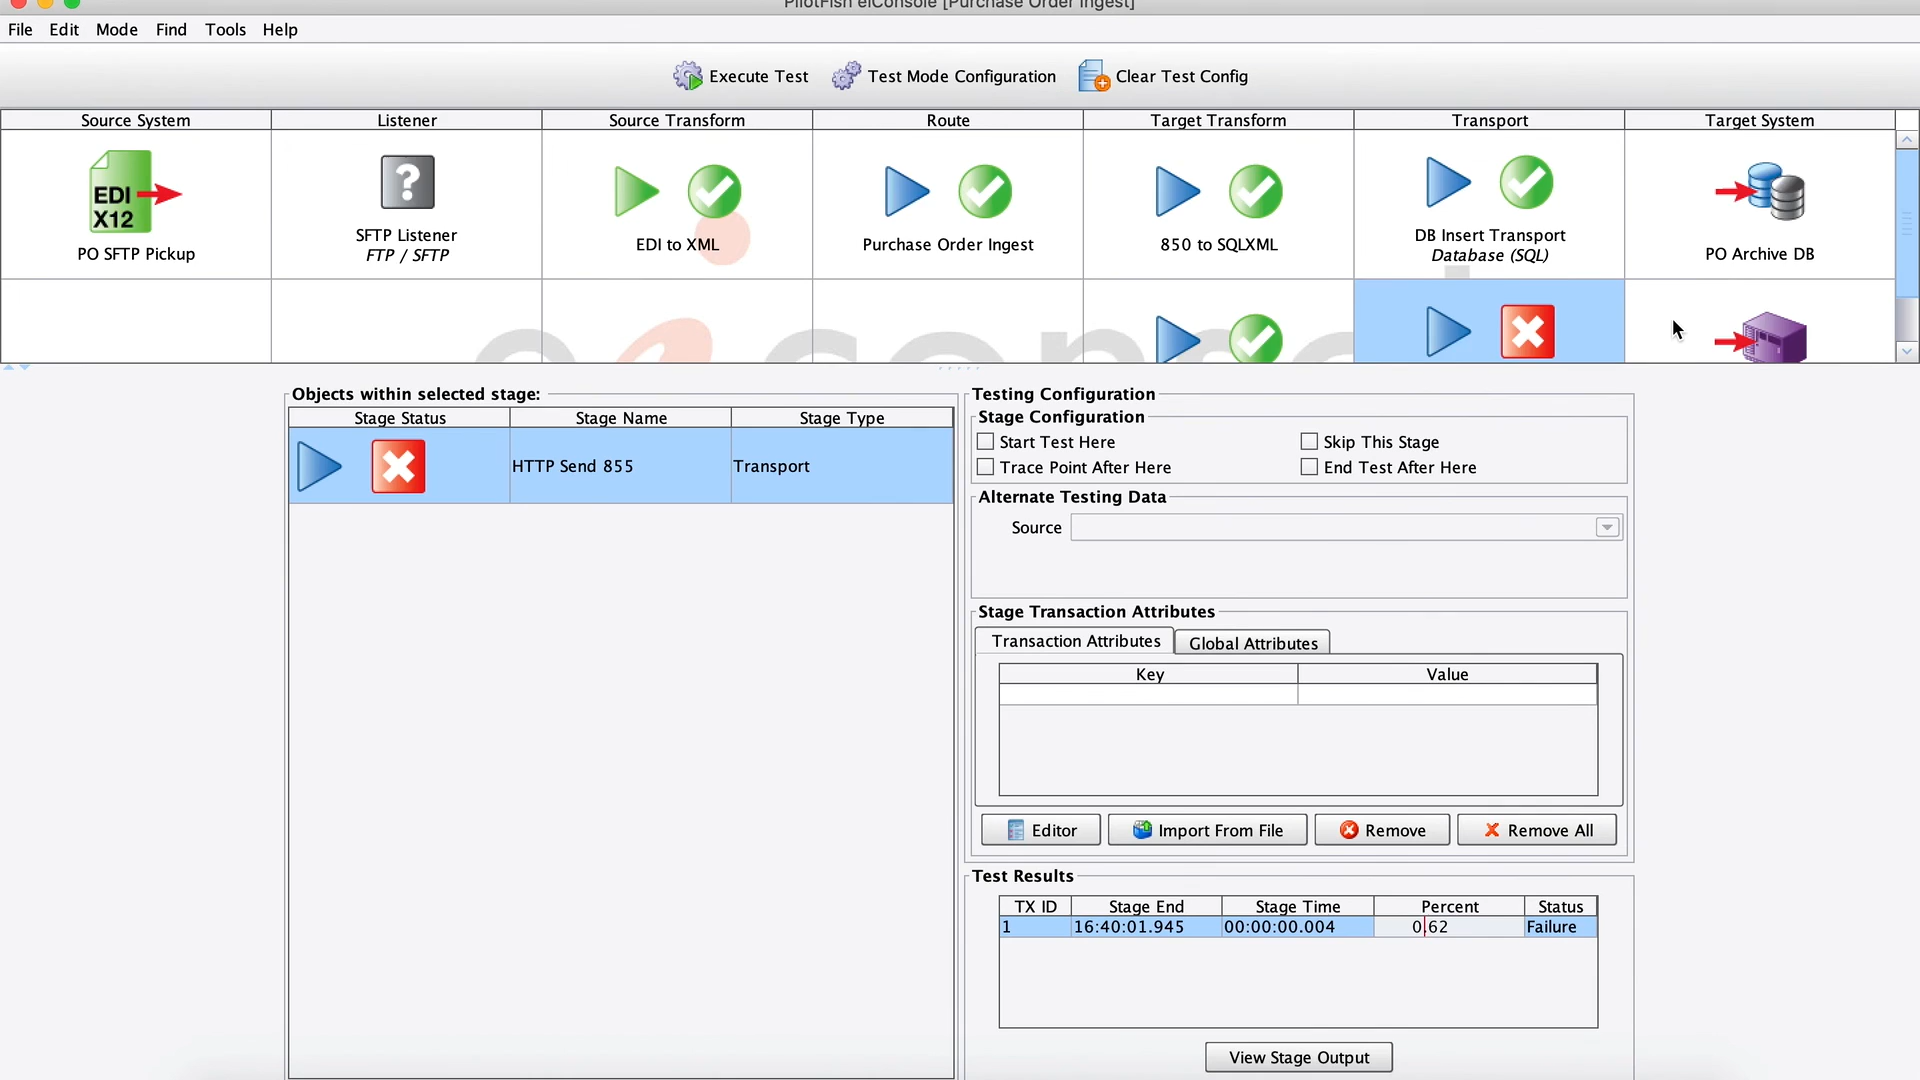 PilotFish eiConsole [Purchase Order Ingest]
File Edit Mode Find Tools Help
Execute Test Test Mode Configuration Clear Test Config
Source System Listener Source Transform Route Target Transform Transport Target System
EDI
X12
PO SFTP Pickup
?
SFTP Listener
FTP / SFTP
EDI to XML
Purchase Order Ingest
850 to SQLXML
DB Insert Transport
Database (SQL)
PO Archive DB
Objects within selected stage:
Stage Status Stage Name Stage Type
HTTP Send 855 Transport
Testing Configuration
Stage Configuration
Start Test Here Skip This Stage
Trace Point After Here End Test After Here
Alternate Testing Data
Source
Stage Transaction Attributes
Transaction Attributes Global Attributes
Key Value
Editor Import From File Remove Remove All
Test Results
TX ID Stage End Stage Time Percent Status
1 16:40:01.945 00:00:00.004 0.62 Failure
View Stage Output